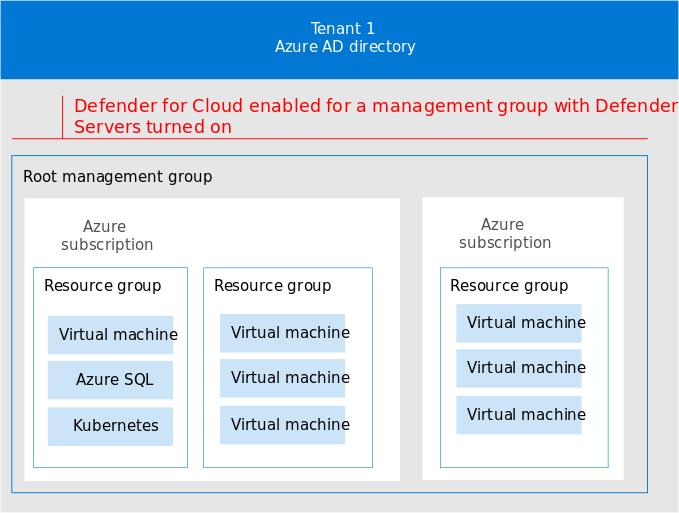 Tenant 1
Azure AD directory
Defender for Cloud enabled for a management group with Defender
Servers turned on
Root management group
Azure
subscription
Resource group
Virtual machine
Azure SQL
Kubernetes
Resource group
Virtual machine
Virtual machine
Virtual machine
Azure
subscription
Resource group
Virtual machine
Virtual machine
Virtual machine